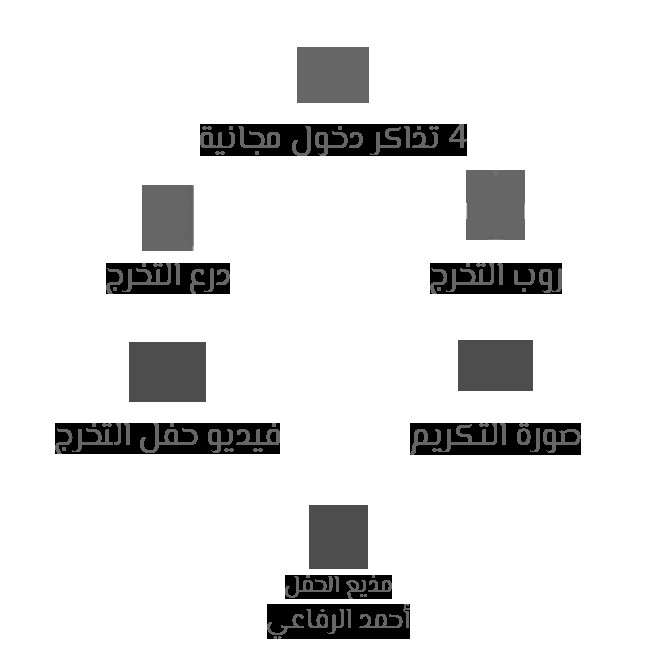 4 تذاكر دخول مجانية
روب التخرج
درع التخرج
صورة التكريم
فيديو حفل التخرج
مذيع الحفل
أحمد الرفاعي